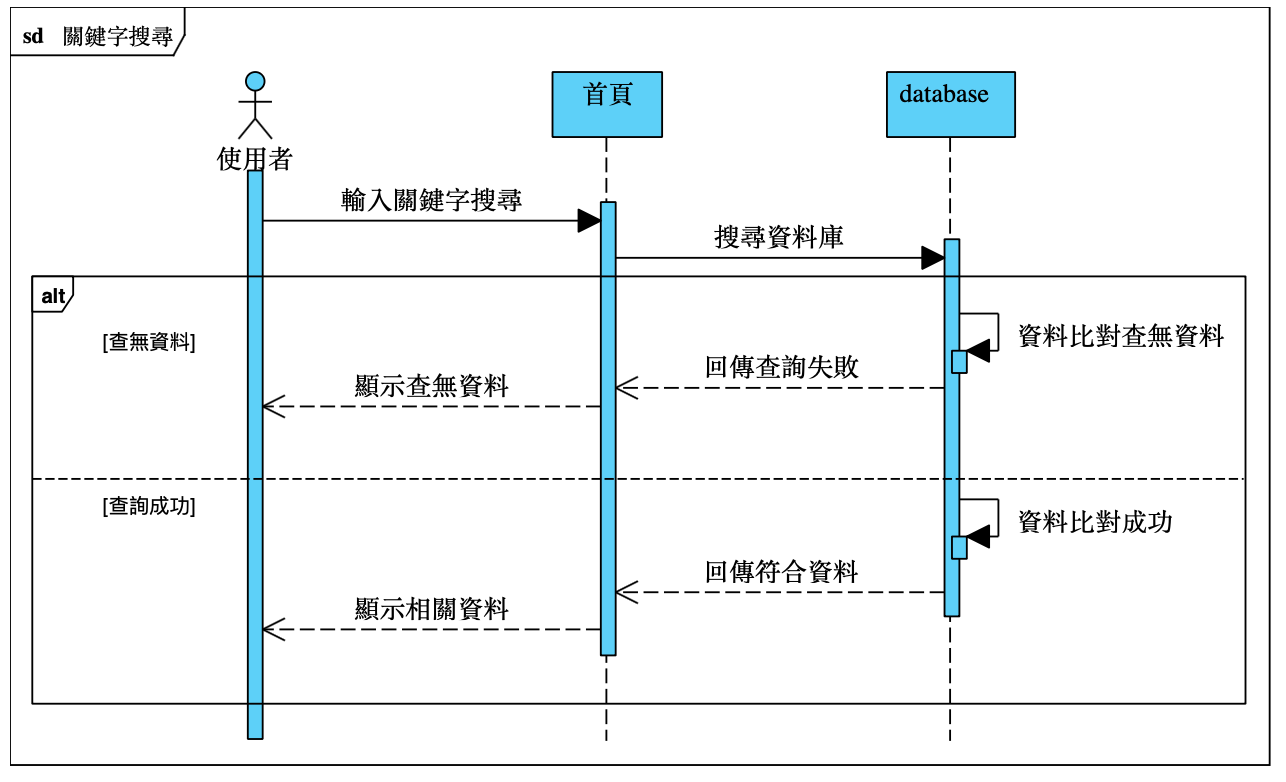 sd 關鍵字搜尋
使用者
首頁
database
輸入關鍵字搜尋
搜尋資料庫
alt
[查無資料]
資料比對查無資料
回傳查詢失敗
顯示查無資料
[查詢成功]
資料比對成功
回傳符合資料
顯示相關資料